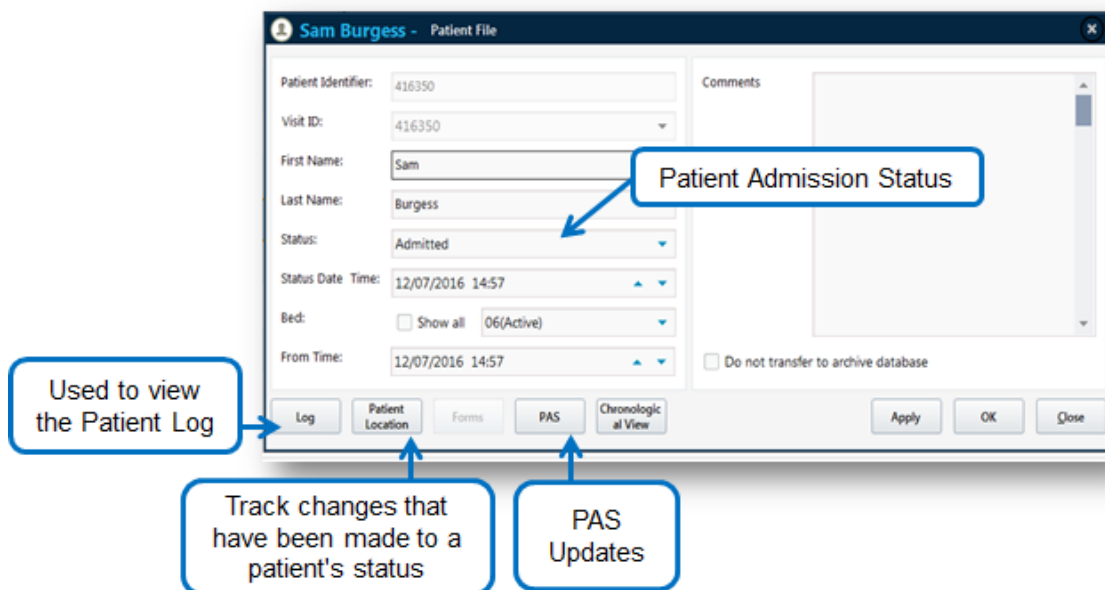 Sam Burgess - Patient File
Patient Identifier: 416350
Comments
Visit ID: 416350
First Name: Sam
Patient Admission Status
Last Name: Burgess
Status: Admitted
Status Date Time: 12/07/2016 14:57
Bed: Show all 06(Active)
From Time: 12/07/2016 14:57
Do not transfer to archive database
Used to view
the Patient Log
Log
Patient
Location
Forms
PAS
Chronologic
al View
Apply
OK
Close
Track changes that
have been made to a
patient's status
PAS
Updates